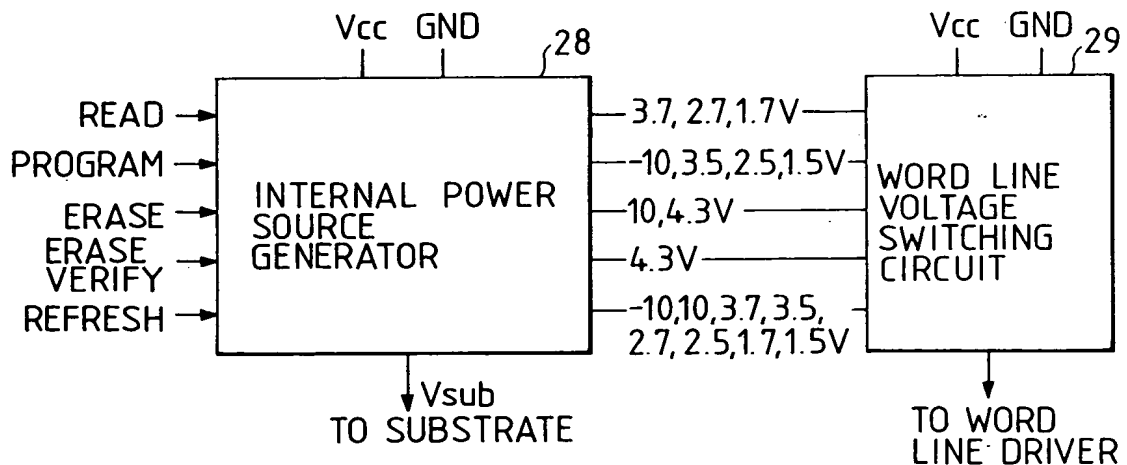 Vcc GND
28
READ
PROGRAM
ERASE
ERASE
VERIFY
REFRESH
INTERNAL POWER
SOURCE
GENERATOR
3.7, 2.7, 1.7V
-10, 3.5, 2.5, 1.5V
10, 4.3V
4.3V
-10, 10, 3.7, 3.5,
2.7, 2.5, 1.7, 1.5V
Vcc GND
29
WORD LINE
VOLTAGE
SWITCHING
CIRCUIT
Vsub
TO SUBSTRATE
TO WORD
LINE DRIVER